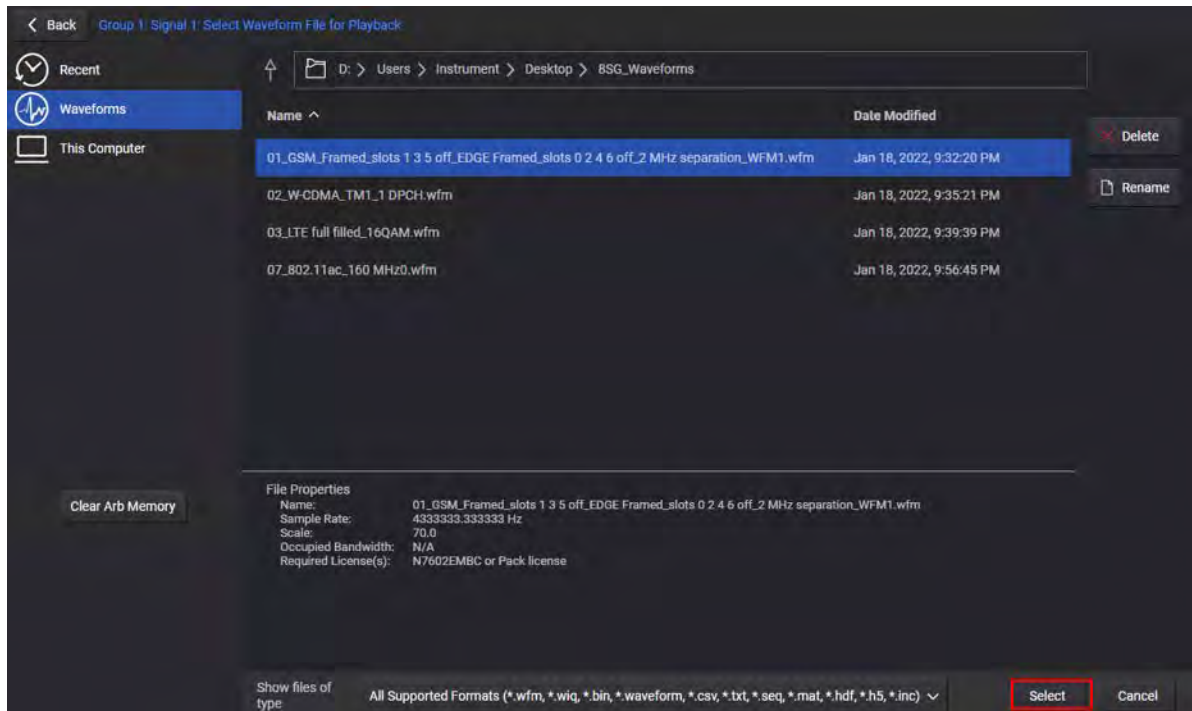 Back Group 1: Signal 1: Select Waveform File for Playback
Recent
D: > Users > Instrument > Desktop > 8SG_Waveforms
Waveforms
Name Date Modified
Delete
This Computer
01_GSM_Framed_slots 1 3 5 off_EDGE Framed_slots 0 2 4 6 off_2 MHz separation_WFM1.wfm Jan 18, 2022, 9:32:20 PM
Rename
02_W-CDMA_TM1_1 DPCH.wfm Jan 18, 2022, 9:35:21 PM
03_LTE full filled_16QAM.wfm Jan 18, 2022, 9:39:39 PM
07_802.11ac_160 MHz0.wfm Jan 18, 2022, 9:56:45 PM
Clear Arb Memory
File Properties
Name: 01_GSM_Framed_slots 1 3 5 off_EDGE Framed_slots 0 2 4 6 off_2 MHz separation_WFM1.wfm
Sample Rate: 4333333.333333 Hz
Scale: 70.0
Occupied Bandwidth: N/A
Required License(s): N7602EMBC or Pack license
Show files of type
All Supported Formats (*.wfm, *.wiq, *.bin, *.waveform, *.csv, *.txt, *.seq, *.mat, *.hdf, *.h5, *.inc)
Select
Cancel